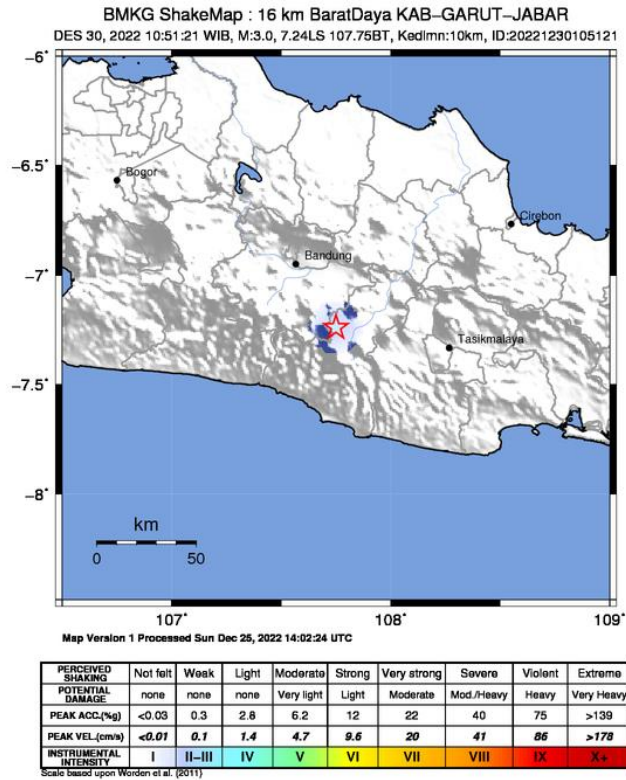 BMKG ShakeMap : 16 km BaratDaya KAB-GARUT-JABAR
DES 30, 2022 10:51:21 WIB, M:3.0, 7.24LS 107.75BT, Kedlmn:10km, ID:20221230105121
-6°
-6.5°
-7°
-7.5°
-8°
Bogor
Cirebon
Bandung
Tasikmalaya
km
0 50
107° 108° 109°
Map Version 1 Processed Sun Dec 25, 2022 14:02:24 UTC
PERCEIVED SHAKING Not felt Weak Light Moderate Strong Very strong Severe Violent Extreme
POTENTIAL DAMAGE none none none Very light Light Moderate Mod./Heavy Heavy Very Heavy
PEAK ACC.(%g) <0.03 0.3 2.8 6.2 12 22 40 75 >139
PEAK VEL.(cm/s) <0.01 0.1 1.4 4.7 9.6 20 41 86 >178
INSTRUMENTAL INTENSITY I II-III IV V VI VII VIII IX X+
Scale based upon Worden et al. (2011)